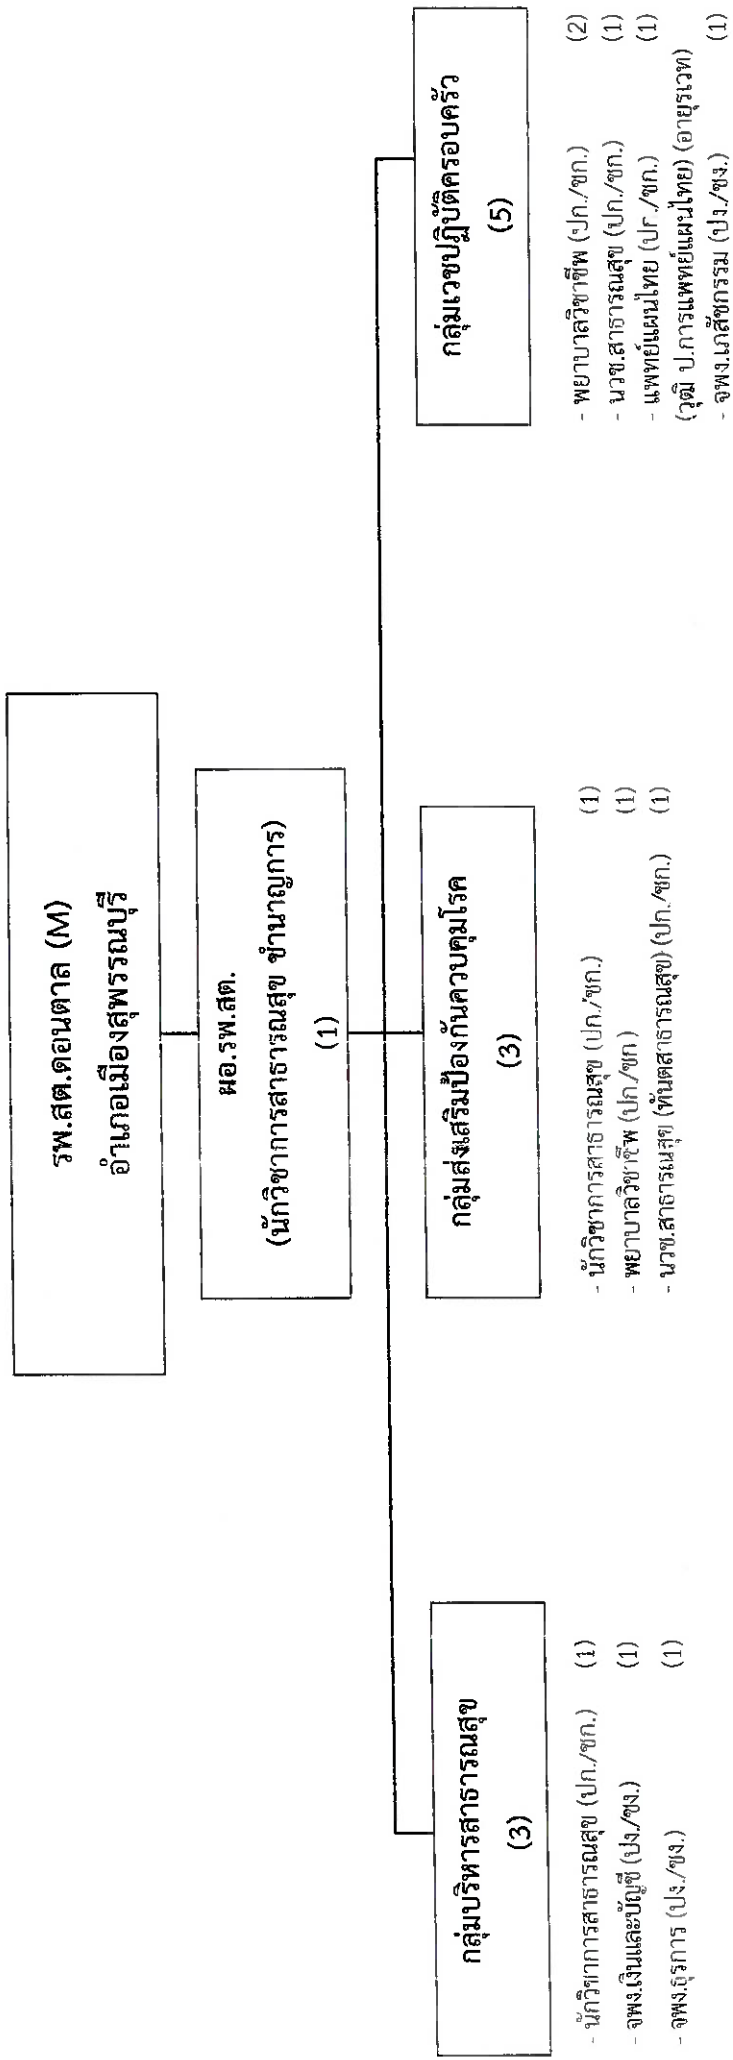 รพ.สต.ดอนตาล (M)
อำเภอเมืองสุพรรณบุรี
ผอ.รพ.สต.
(นักวิชาการสาธารณสุข ชำนาญการ)
(1)
กลุ่มบริหารสาธารณสุข
(3)
- นักวิชาการสาธารณสุข (ปก./ชก.) (1)
- จพง.เงินและบัญชี (ปง./ชง.) (1)
- จพง.ธุรการ (ปง./ชง.) (1)
กลุ่มส่งเสริมป้องกันควบคุมโรค
(3)
- นักวิชาการสาธารณสุข (ปก./ชก.) (1)
- พยาบาลวิชาชีพ (ปก./ชก) (1)
- นวช.สาธารณสุข (ทันตสาธารณสุข) (ปก./ชก.) (1)
กลุ่มเวชปฏิบัติครอบครัว
(5)
- พยาบาลวิชาชีพ (ปก./ชก.) (2)
- นวช.สาธารณสุข (ปก./ชก.) (1)
- แพทย์แผนไทย (ปก./ชก.) (1)
(วุฒิ ป.การแพทย์แผนไทย) (อายุรเวท)
- จพง.เภสัชกรรม (ปง./ชง.) (1)